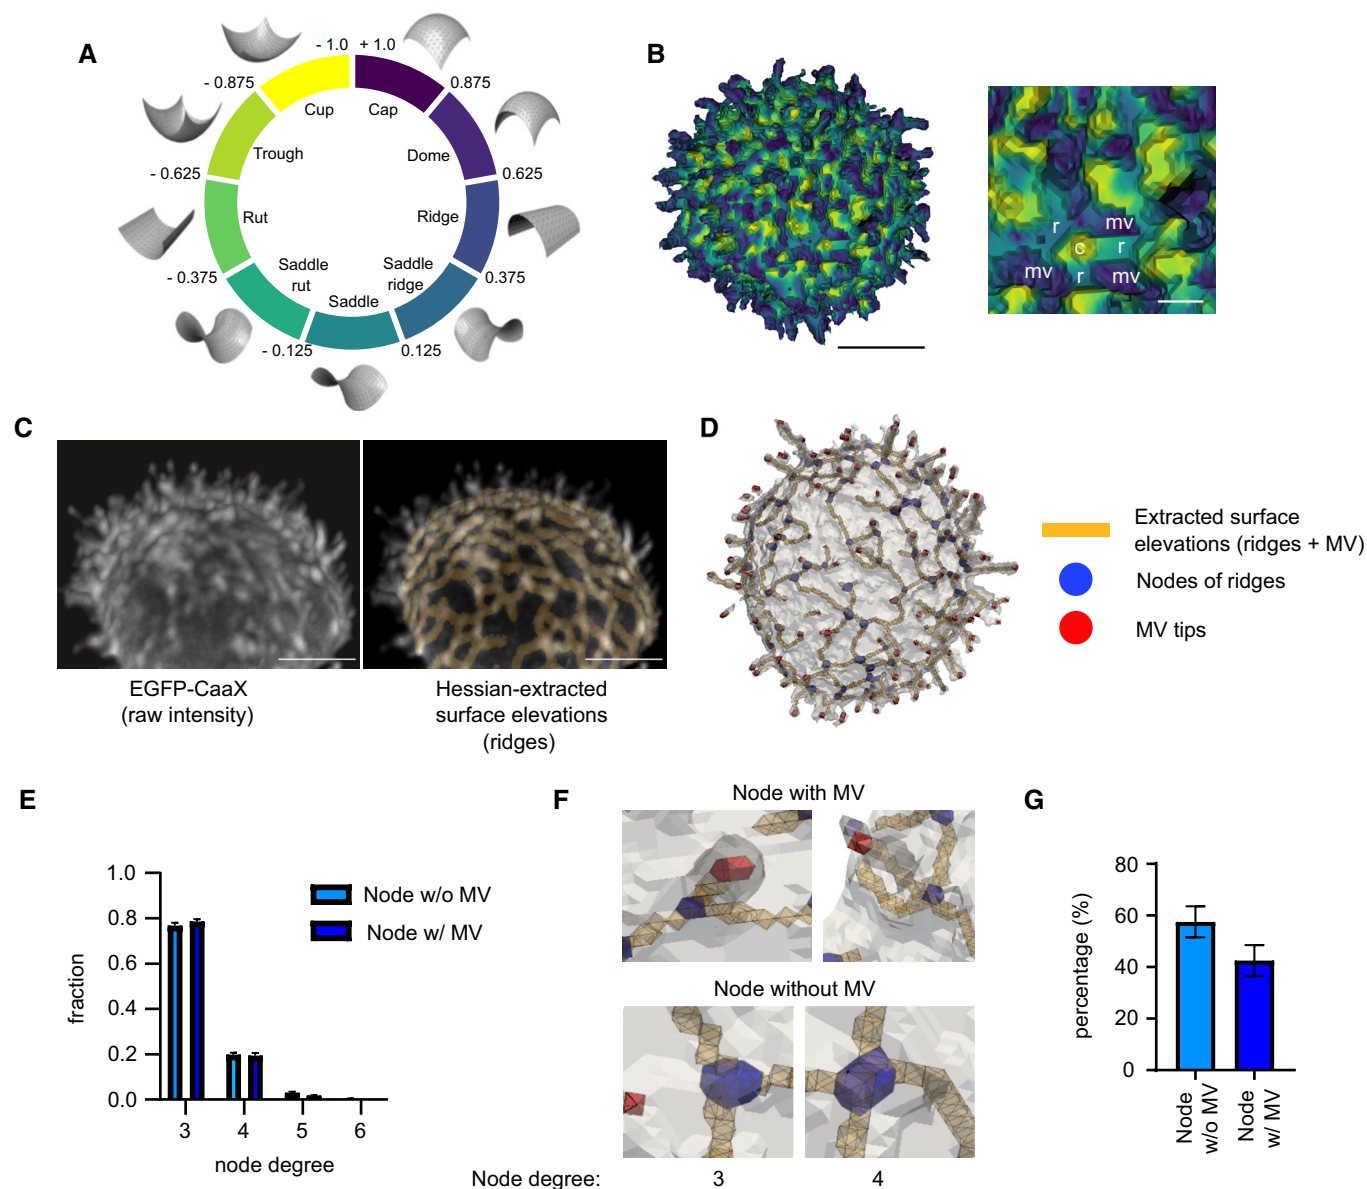 A
- 1.0
+ 1.0
- 0.875
0.875
Cup
Cap
Trough
Dome
- 0.625
0.625
Rut
Ridge
- 0.375
0.375
Saddle
rut
Saddle
Saddle
ridge
- 0.125
0.125
B
r
mv
c
r
mv
r
mv
C
EGFP-CaaX
(raw intensity)
Hessian-extracted
surface elevations
(ridges)
D
Extracted surface
elevations (ridges + MV)
Nodes of ridges
MV tips
E
1.0
0.8
0.6
0.4
0.2
0.0
fraction
Node w/o MV
Node w/ MV
3 4 5 6
node degree
F
Node with MV
Node without MV
Node degree: 3 4
G
80
60
40
20
0
percentage (%)
Node
w/o MV
Node
w/ MV